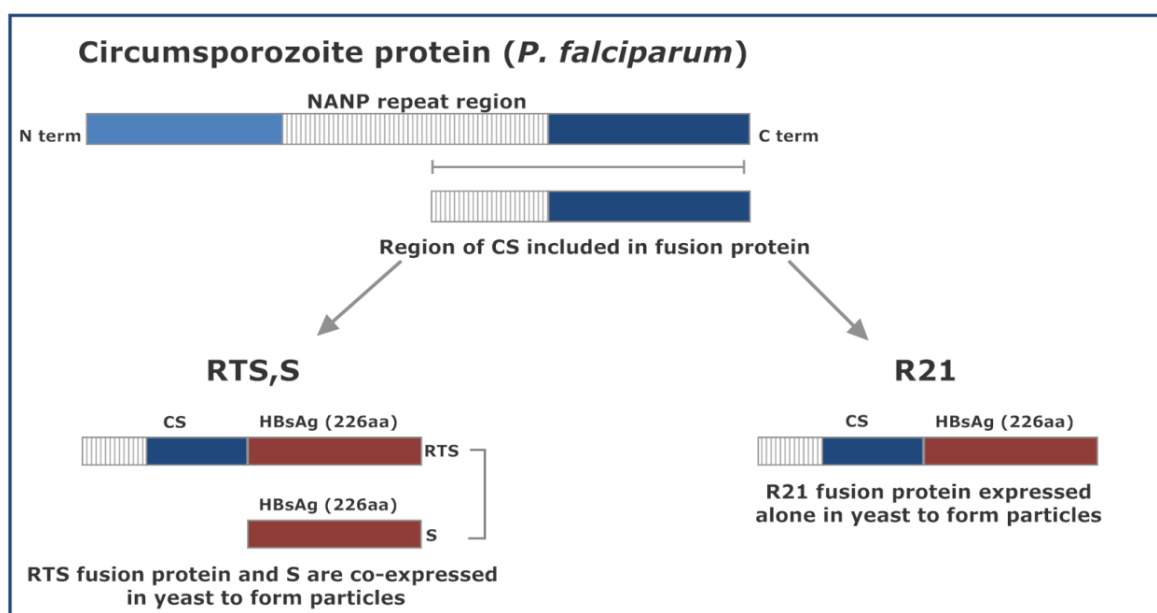 Circumsporozoite protein (P. falciparum)
NANP repeat region
N term
C term
Region of CS included in fusion protein
RTS,S
CS
HBsAg (226aa)
RTS
HBsAg (226aa)
S
RTS fusion protein and S are co-expressed
in yeast to form particles
R21
CS
HBsAg (226aa)
R21 fusion protein expressed
alone in yeast to form particles